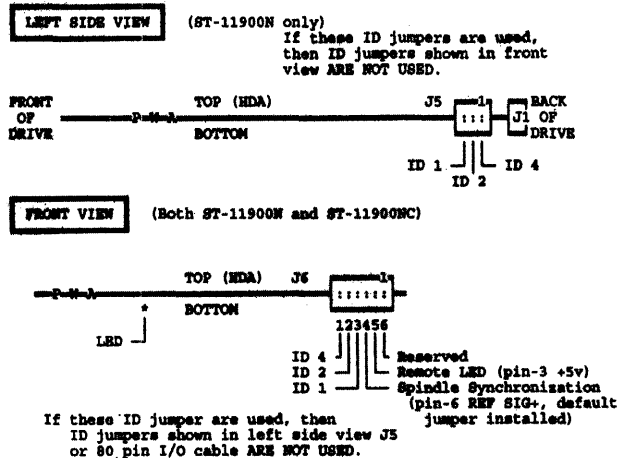 LEFT SIDE VIEW (ST-11900N only)
If these ID jumpers are used,
then ID jumpers shown in front
view ARE NOT USED.
FRONT TOP (HDA) J5 1 BACK
OF P-W-A J1 OF
DRIVE BOTTOM DRIVE
ID 1 ID 4
ID 2
FRONT VIEW (Both ST-11900N and ST-11900NC)
TOP (HDA) J6 1
P-W-A
* BOTTOM
LED 123456
ID 4 Reserved
ID 2 Remote LED (pin-3 +5v)
ID 1 Spindle Synchronization
(pin-6 REF SIG+, default
jumper installed)
If these ID jumper are used, then
ID jumpers shown in left side view J5
or 80 pin I/O cable ARE NOT USED.